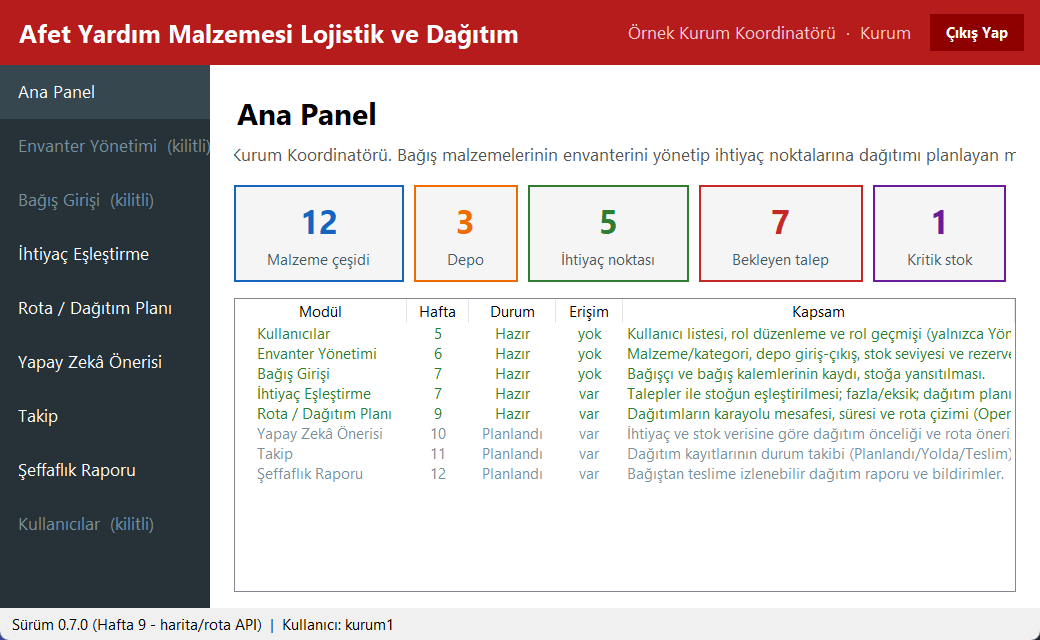 Afet Yardım Malzemesi Lojistik ve Dağıtım
Örnek Kurum Koordinatörü · Kurum
Çıkış Yap
Ana Panel
Envanter Yönetimi (kilitli)
Bağış Girişi (kilitli)
İhtiyaç Eşleştirme
Rota / Dağıtım Planı
Yapay Zekâ Önerisi
Takip
Şeffaflık Raporu
Kullanıcılar (kilitli)
Ana Panel
Kurum Koordinatörü. Bağış malzemelerinin envanterini yönetip ihtiyaç noktalarına dağıtımı planlayan
12
Malzeme çeşidi
3
Depo
5
İhtiyaç noktası
7
Bekleyen talep
1
Kritik stok
Modül Hafta Durum Erişim Kapsam
Kullanıcılar 5 Hazır yok Kullanıcı listesi, rol düzenleme ve rol geçmişi (yalnızca Yön
Envanter Yönetimi 6 Hazır yok Malzeme/kategori, depo giriş-çıkış, stok seviyesi ve rezerve
Bağış Girişi 7 Hazır yok Bağışçı ve bağış kalemlerinin kaydı, stoğa yansıtılması.
İhtiyaç Eşleştirme 7 Hazır var Talepler ile stoğun eşleştirilmesi; fazla/eksik; dağıtım planı
Rota / Dağıtım Planı 9 Hazır var Dağıtımların karayolu mesafesi, süresi ve rota çizimi (Oper
Yapay Zekâ Önerisi 10 Planlandı var İhtiyaç ve stok verisine göre dağıtım önceliği ve rota öneri
Takip 11 Planlandı var Dağıtım kayıtlarının durum takibi (Planlandı/Yolda/Teslim)
Şeffaflık Raporu 12 Planlandı var Bağıştan teslime izlenebilir dağıtım raporu ve bildirimler.
Sürüm 0.7.0 (Hafta 9 - harita/rota API) | Kullanıcı: kurum1